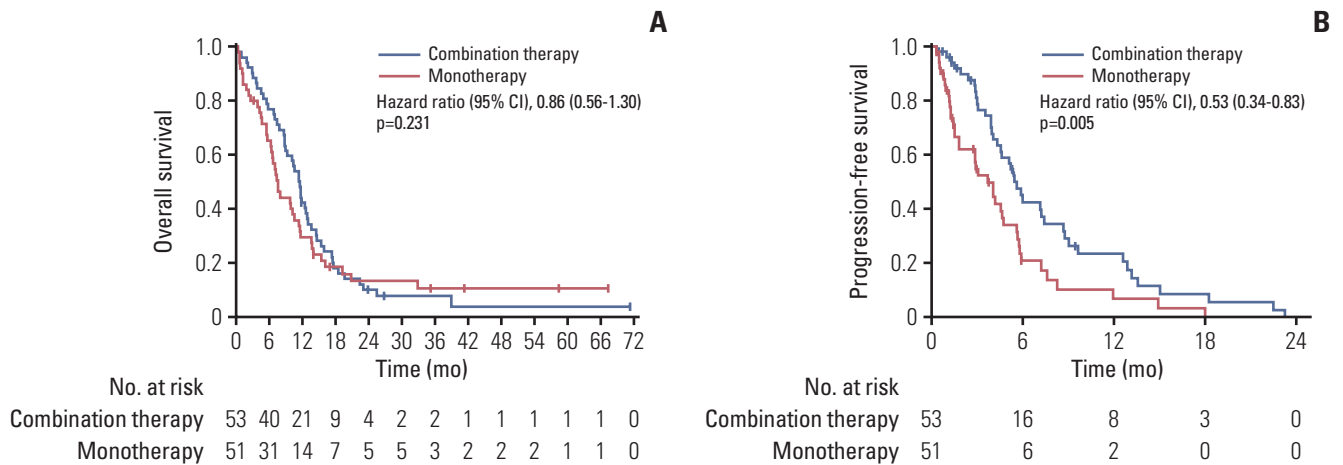 A
1.0
0.8
0.6
0.4
0.2
0
Overall survival
Combination therapy
Monotherapy
Hazard ratio (95% CI), 0.86 (0.56-1.30)
p=0.231
0 6 12 18 24 30 36 42 48 54 60 66 72
Time (mo)
No. at risk
Combination therapy 53 40 21 9 4 2 2 1 1 1 1 1 0
Monotherapy 51 31 14 7 5 5 3 2 2 2 1 1 0
B
1.0
0.8
0.6
0.4
0.2
0
Progression-free survival
Combination therapy
Monotherapy
Hazard ratio (95% CI), 0.53 (0.34-0.83)
p=0.005
0 6 12 18 24
Time (mo)
No. at risk
Combination therapy 53 16 8 3 0
Monotherapy 51 6 2 0 0